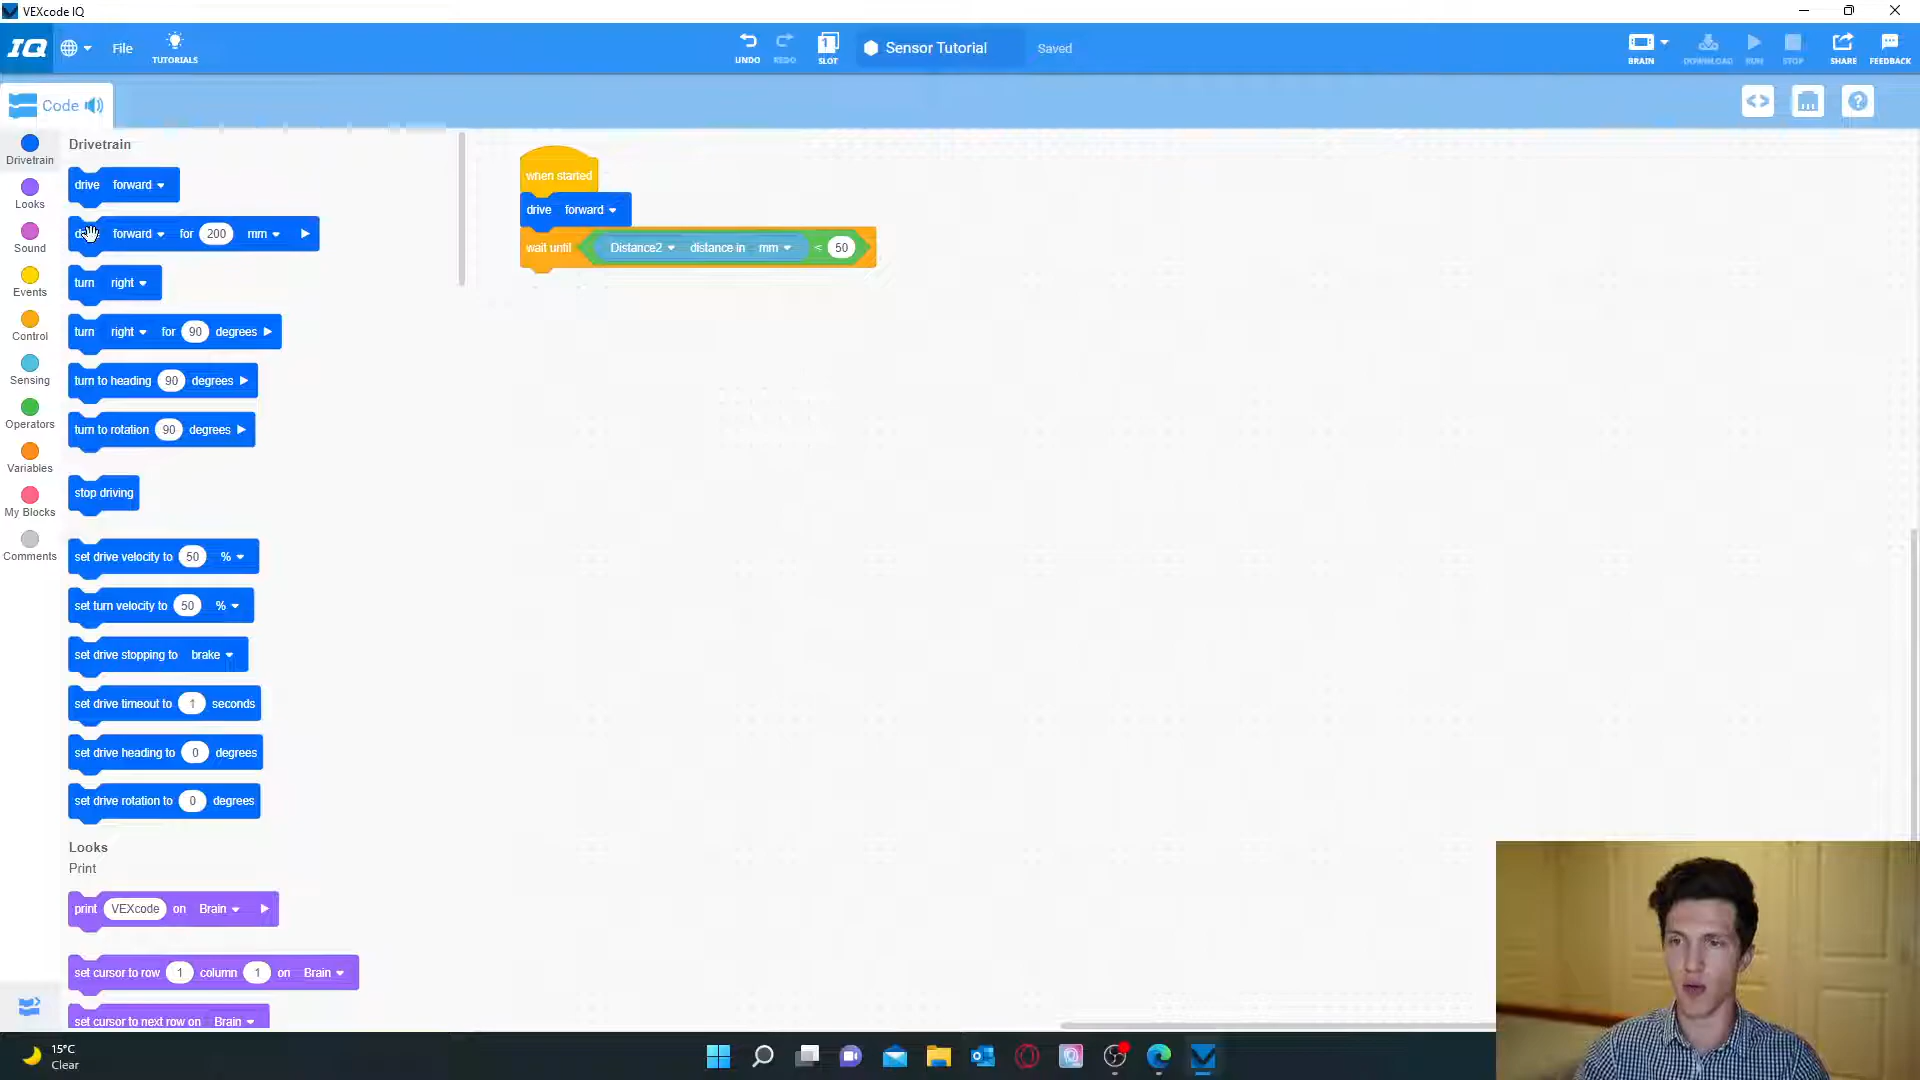 VEXcode IQ
IQ File TUTORIALS UNDO REDO 1 SLOT Sensor Tutorial Saved BRAIN DOWNLOAD RUN STOP SHARE FEEDBACK
Code
Drivetrain
Looks
Sound
Events
Control
Sensing
Operators
Variables
My Blocks
Comments
Drivetrain
drive forward
forward for 200 mm
turn right
turn right for 90 degrees
turn to heading 90 degrees
turn to rotation 90 degrees
stop driving
set drive velocity to 50 %
set turn velocity to 50 %
set drive stopping to brake
set drive timeout to 1 seconds
set drive heading to 0 degrees
set drive rotation to 0 degrees
Looks
Print
print VEXcode on Brain
set cursor to row 1 column 1 on Brain
set cursor to next row on Brain
when started
drive forward
wait until Distance2 distance in mm < 50
15°C
Clear